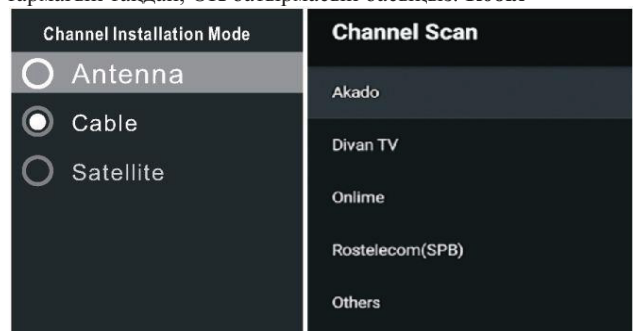 Channel Installation Mode
Antenna
Cable
Satellite
Channel Scan
Akado
Divan TV
Onlime
Rostelecom(SPB)
Others